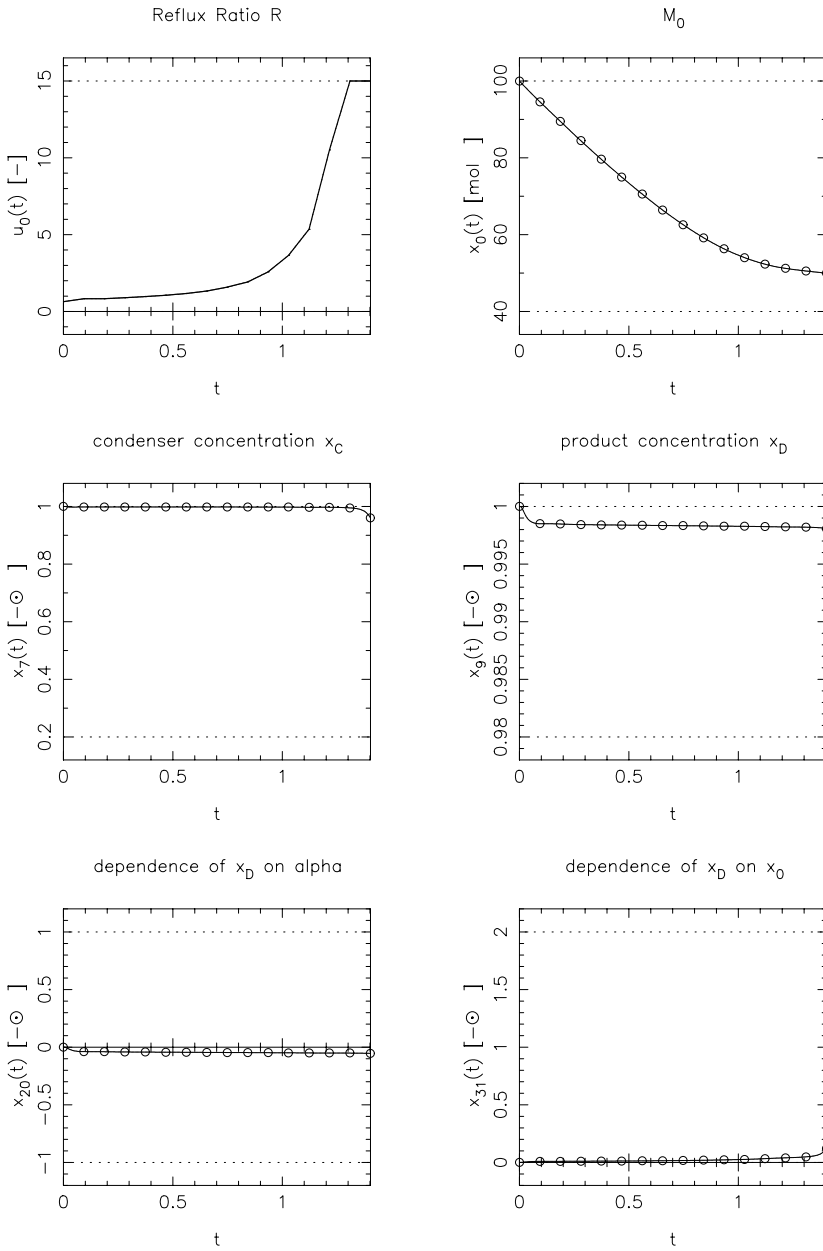 Reflux Ratio R
u0(t) [-]
0
5
10
15
0
0.5
1
t
M0
x0(t) [mol ]
40
60
80
100
0
0.5
1
t
condenser concentration xC
x7(t) [-⊙ ]
0.2
0.4
0.6
0.8
1
0
0.5
1
t
product concentration xD
x9(t) [-⊙ ]
0.98
0.985
0.99
0.995
1
0
0.5
1
t
dependence of xD on alpha
x20(t) [-⊙ ]
-1
-0.5
0
0.5
1
0
0.5
1
t
dependence of xD on x0
x31(t) [-⊙ ]
0
0.5
1
1.5
2
0
0.5
1
t